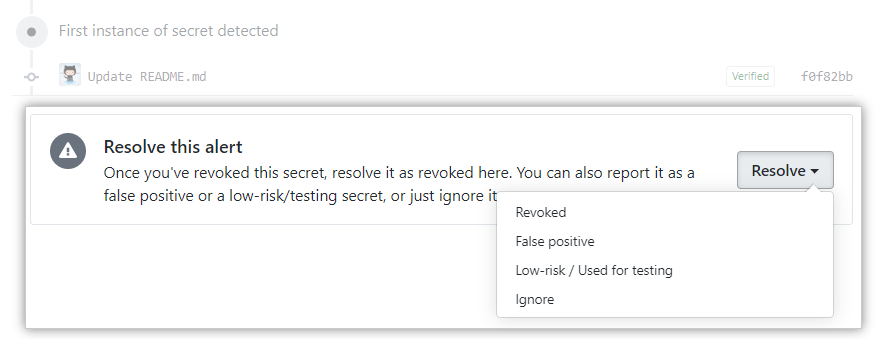 First instance of secret detected
Update README.md Verified f0f82bb
Resolve this alert
Once you've revoked this secret, resolve it as revoked here. You can also report it as a
false positive or a low-risk/testing secret, or just ignore it
Resolve
Revoked
False positive
Low-risk / Used for testing
Ignore